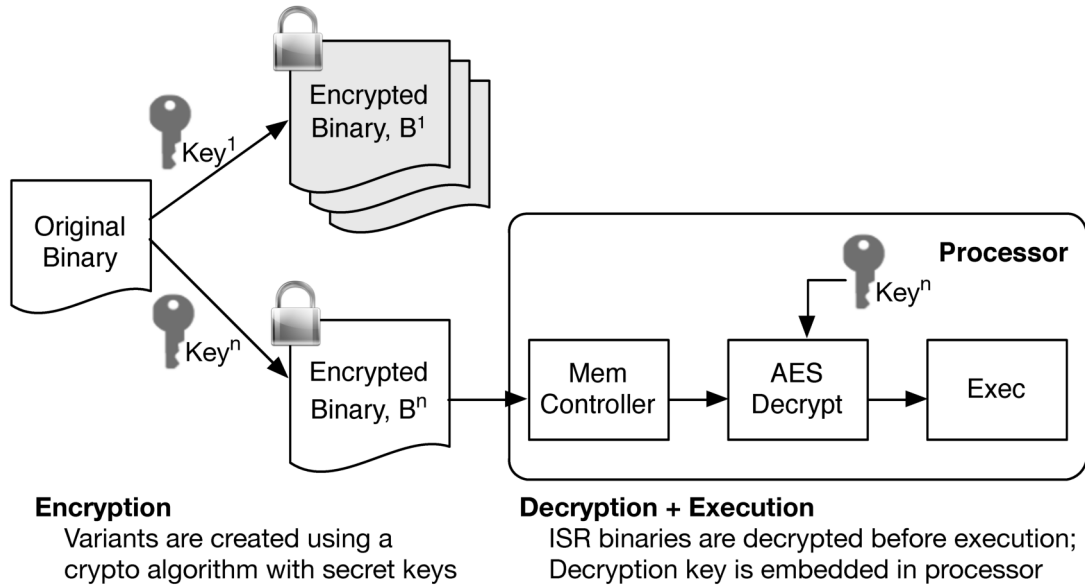 Encrypted
Binary, B¹
Key¹
Original
Binary
Keyⁿ
Encrypted
Binary, Bⁿ
Processor
Keyⁿ
Mem
Controller
AES
Decrypt
Exec
Encryption
Variants are created using a
crypto algorithm with secret keys
Decryption + Execution
ISR binaries are decrypted before execution;
Decryption key is embedded in processor